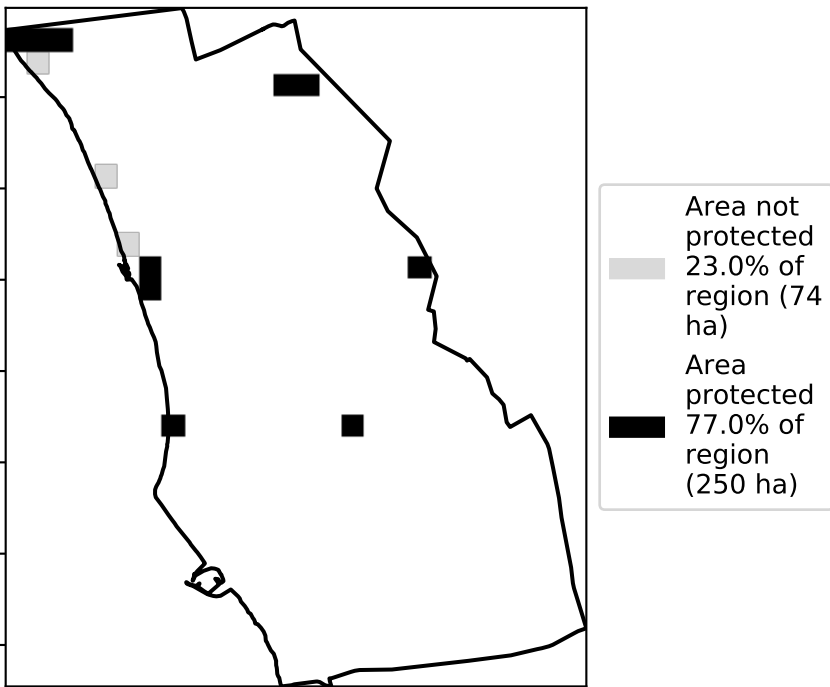 Area not
protected
23.0% of
region (74
ha)
Area
protected
77.0% of
region
(250 ha)